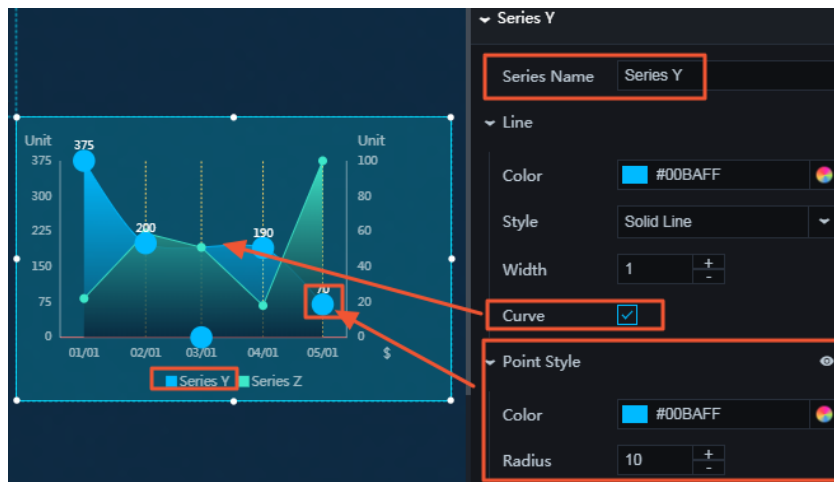 Series Y
Series Name Series Y
Line
Color #00BAFF
Style Solid Line
Width 1 + -
Curve
Point Style
Color #00BAFF
Radius 10 + -
Unit Unit
375
375 100
300 80
200 190
225 60
150 40
70
75 20
0 0
01/01 02/01 03/01 04/01 05/01 $
Series Y Series Z